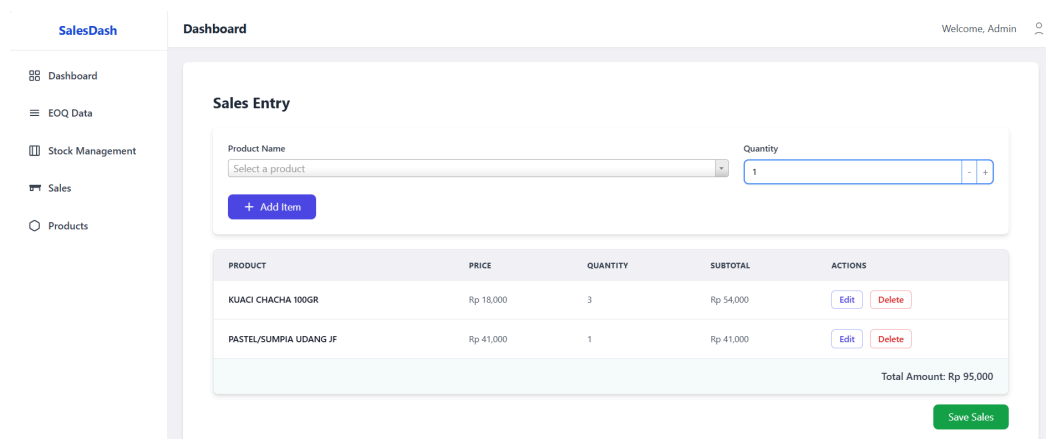 SalesDash
Dashboard
Welcome, Admin
Dashboard
EOQ Data
Stock Management
Sales
Products
Sales Entry
Product Name
Quantity
Select a product
1
- +
+ Add Item
PRODUCT PRICE QUANTITY SUBTOTAL ACTIONS
KUACI CHACHA 100GR Rp 18,000 3 Rp 54,000 Edit Delete
PASTEL/SUMPIA UDANG JF Rp 41,000 1 Rp 41,000 Edit Delete
Total Amount: Rp 95,000
Save Sales